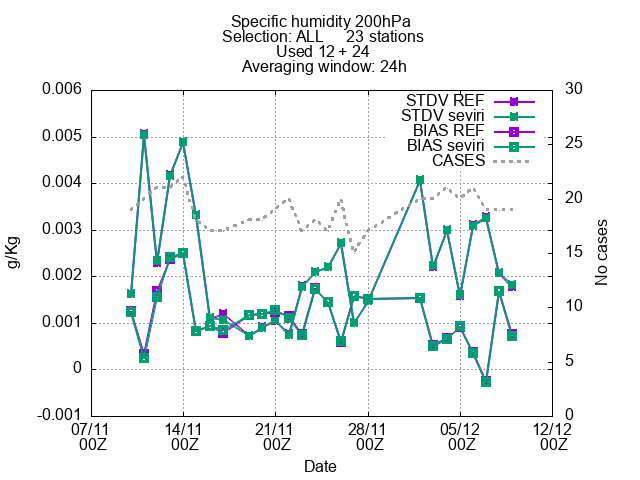 Specific humidity 200hPa
Selection: ALL 23 stations
Used 12 + 24
Averaging window: 24h
STDV REF
STDV seviri
BIAS REF
BIAS seviri
CASES
0.006
0.005
0.004
0.003
0.002
0.001
0
-0.001
g/Kg
30
25
20
15
10
5
0
No cases
07/11 14/11 21/11 28/11 05/12 12/12
00Z 00Z 00Z 00Z 00Z 00Z
Date